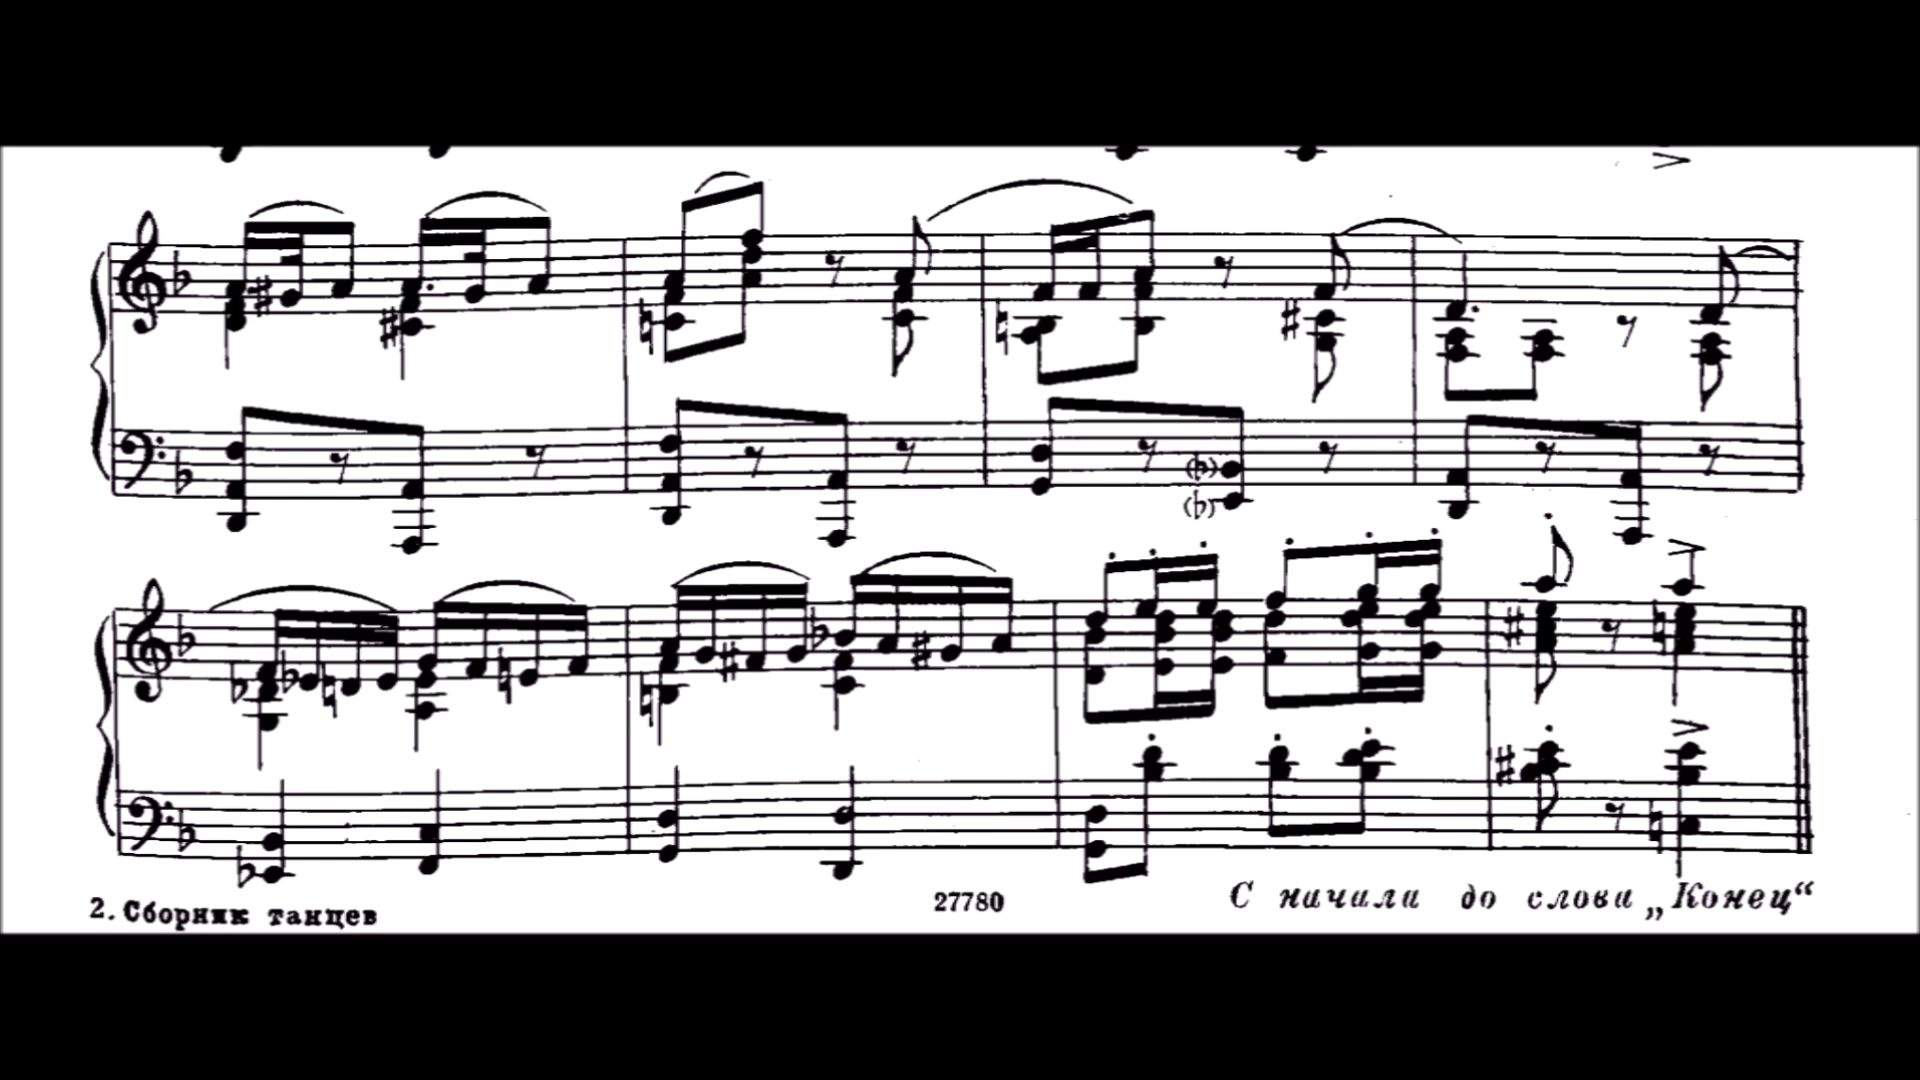 2. Сборник танцев
27780
С начала до слова „Конец“